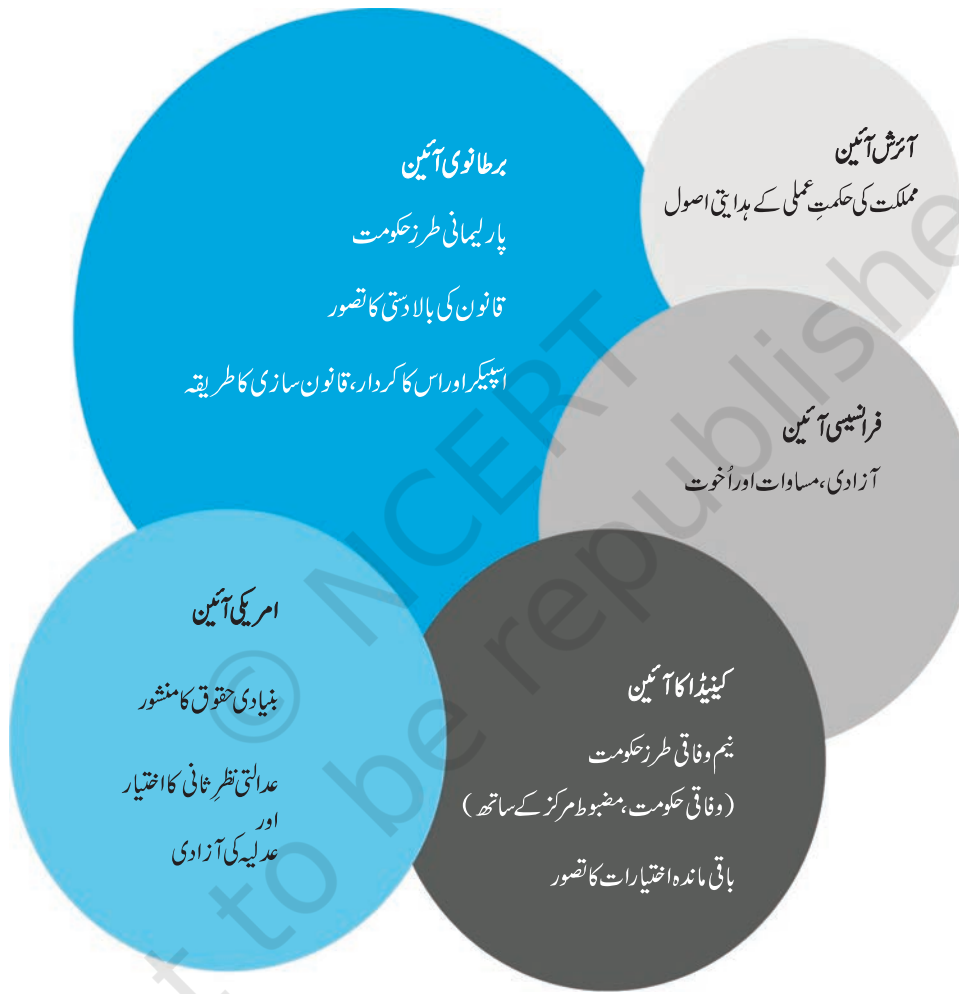 آئرش آئین
مملکت کی حکمتِ عملی کے ہدایتی اصول
برطانوی آئین
پارلیمانی طرز حکومت
قانون کی بالا دستی کا تصور
اسپیکر اور اس کا کردار، قانون سازی کا طریقہ
فرانسیسی آئین
آزادی، مساوات اور اُخوت
امریکی آئین
بنیادی حقوق کا منشور
عدالتی نظرِ ثانی کا اختیار
اور
عدلیہ کی آزادی
کینیڈا کا آئین
نیم وفاقی طرز حکومت
(وفاقی حکومت، مضبوط مرکز کے ساتھ)
باقی ماندہ اختیارات کا تصور
© NCERT
t to be republishe